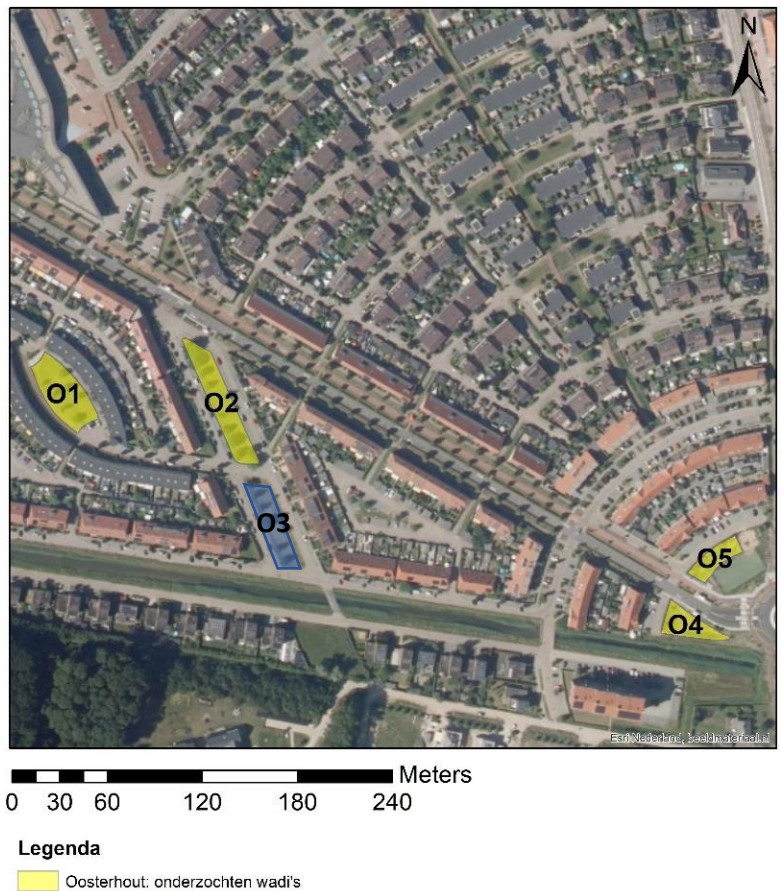 N
O1
O2
O3
O5
O4
Esri Nederland, beeldmateriaal.nl
Meters
0 30 60 120 180 240
Legenda
Oosterhout: onderzochten wadi's